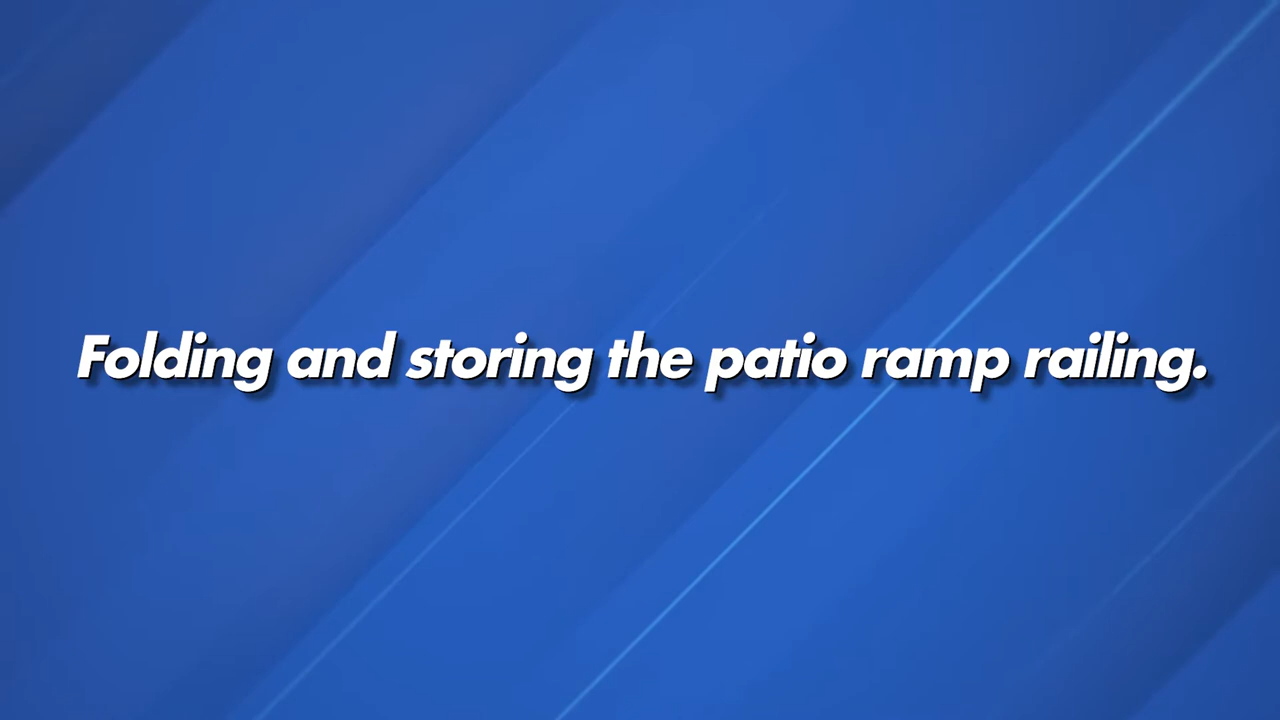 Folding and storing the patio ramp railing.